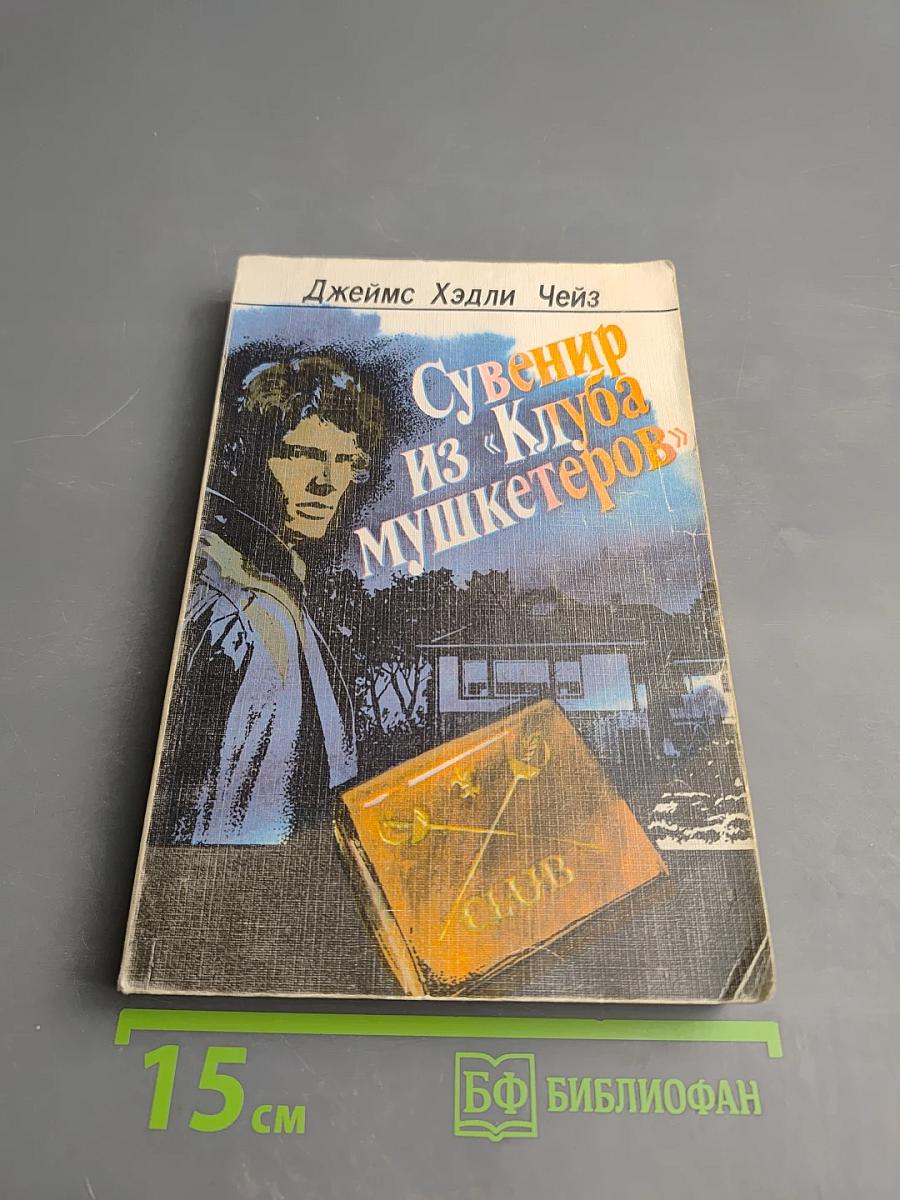 Джеймс Хэдли Чейз
Сувенир
из «Клуба
мушкетеров»
CLUB
15 см
БФ БИБЛИОФАН